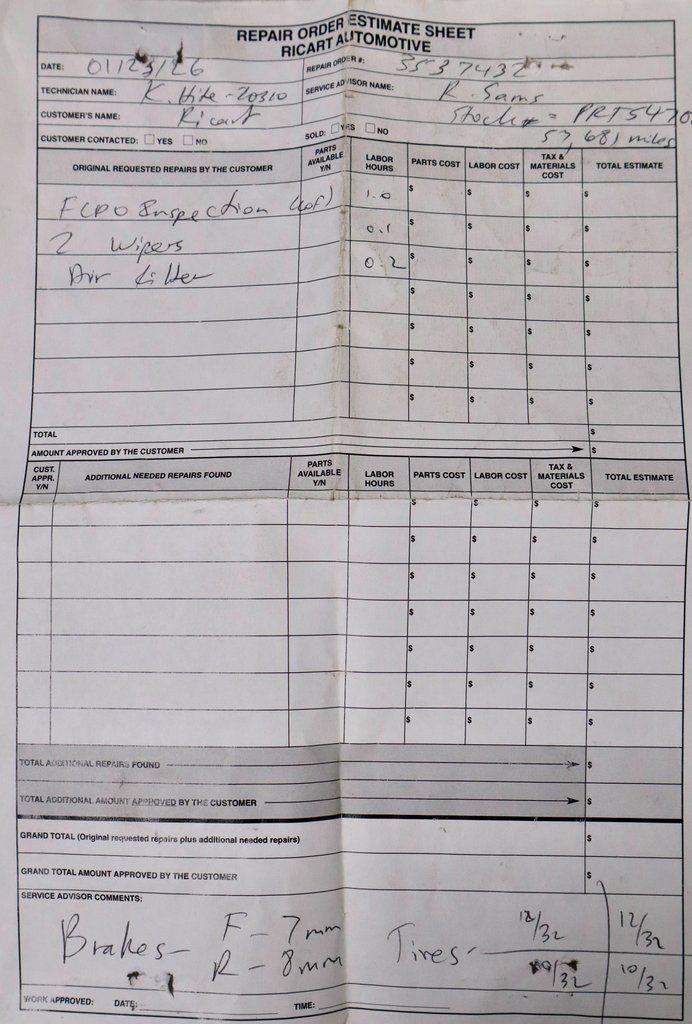 REPAIR ORDER ESTIMATE SHEET
RICART AUTOMOTIVE
DATE: 01/23/26 REPAIR ORDER #: 5537432
TECHNICIAN NAME: K. Hite - 20310 SERVICE ADVISOR NAME: R. Sams
CUSTOMER'S NAME: Ricart Stock# = PRT5470
CUSTOMER CONTACTED: YES NO SOLD: YES NO 57,681 miles
ORIGINAL REQUESTED REPAIRS BY THE CUSTOMER PARTS AVAILABLE Y/N LABOR HOURS PARTS COST LABOR COST TAX & MATERIALS COST TOTAL ESTIMATE
FCPO Inspection (lof) 1.0 $ $ $ $
2 Wipers 0.1 $ $ $ $
Air filter 0.2 $ $ $ $
$ $ $ $
$ $ $ $
$ $ $ $
$ $ $ $
TOTAL $
AMOUNT APPROVED BY THE CUSTOMER $
CUST. APPR. Y/N ADDITIONAL NEEDED REPAIRS FOUND PARTS AVAILABLE Y/N LABOR HOURS PARTS COST LABOR COST TAX & MATERIALS COST TOTAL ESTIMATE
$ $ $ $
$ $ $ $
$ $ $ $
$ $ $ $
$ $ $ $
$ $ $ $
$ $ $ $
TOTAL ADDITIONAL REPAIRS FOUND $
TOTAL ADDITIONAL AMOUNT APPROVED BY THE CUSTOMER $
GRAND TOTAL (Original requested repairs plus additional needed repairs) $
GRAND TOTAL AMOUNT APPROVED BY THE CUSTOMER $
SERVICE ADVISOR COMMENTS:
Brakes - F - 7mm Tires - 12/32 12/32
R - 8mm 10/32 10/32
WORK APPROVED: DATE: TIME: